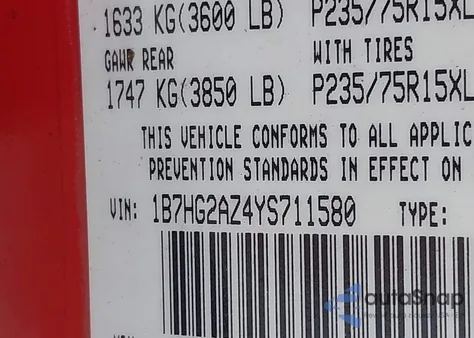 1633 KG(3600 LB) P235/75R15XL
GAWR REAR WITH TIRES
1747 KG(3850 LB) P235/75R15XL
THIS VEHICLE CONFORMS TO ALL APPLIC
PREVENTION STANDARDS IN EFFECT ON
VIN: 1B7HG2AZ4YS711580 TYPE:
autoSnap